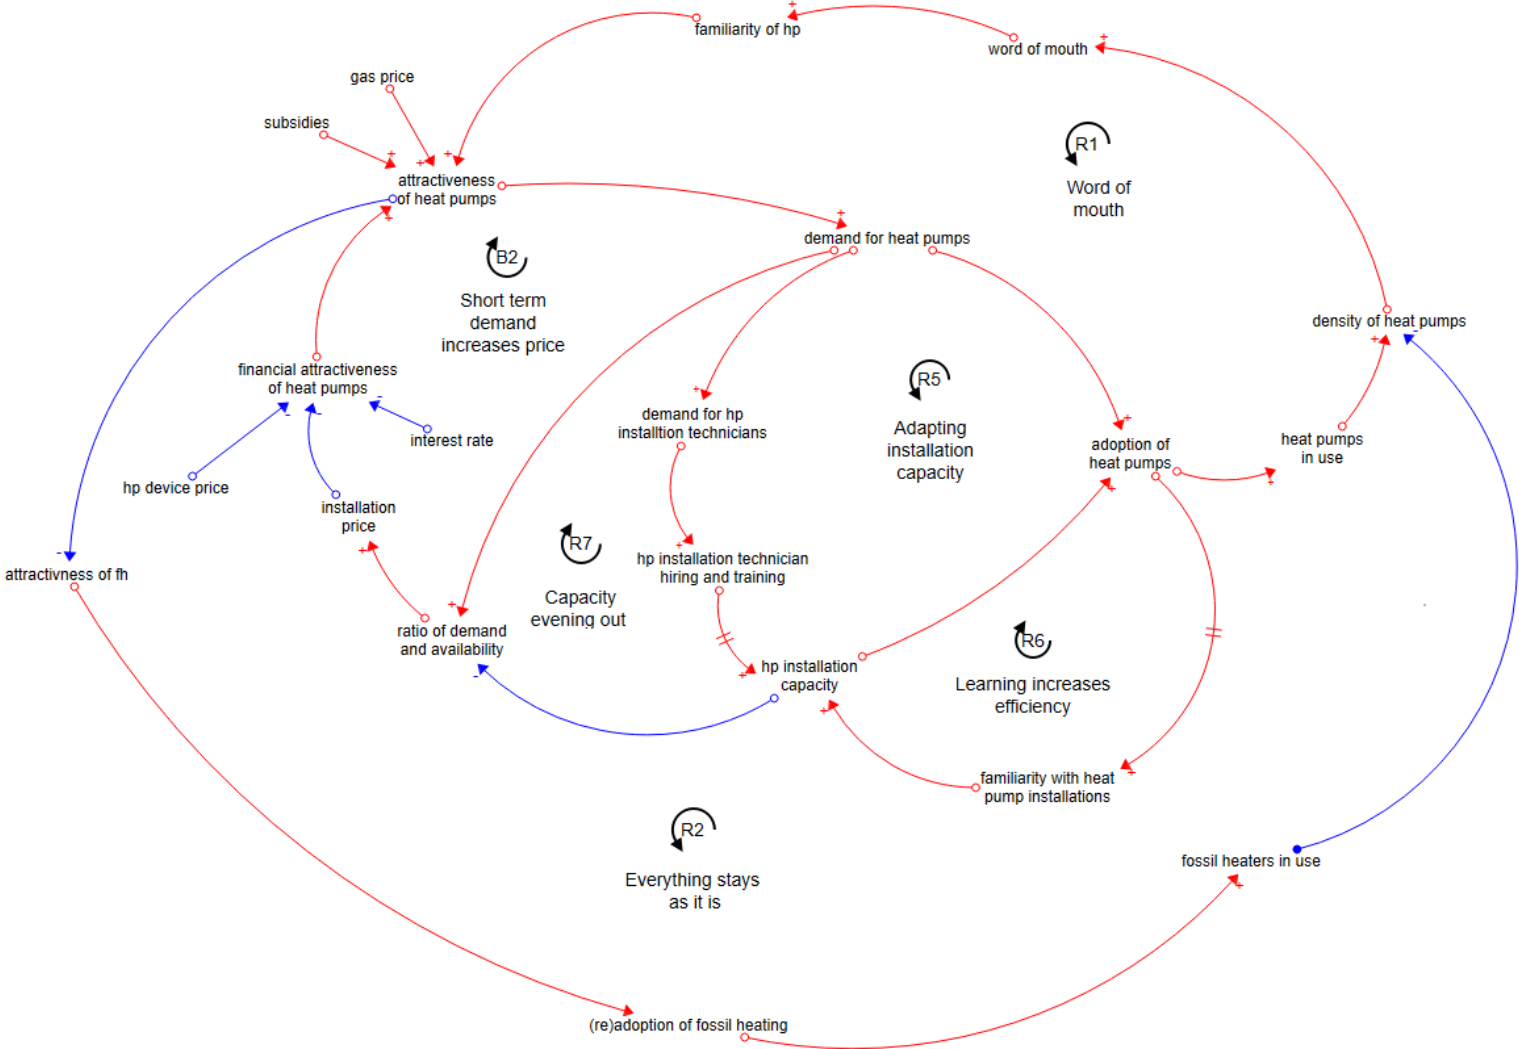 familiarity of hp
word of mouth
gas price
subsidies
R1
attractiveness
of heat pumps
Word of
mouth
demand for heat pumps
B2
Short term
demand
increases price
density of heat pumps
financial attractiveness
of heat pumps
R5
demand for hp
installtion technicians
Adapting
installation
capacity
interest rate
adoption of
heat pumps
heat pumps
in use
hp device price
installation
price
R7
hp installation technician
hiring and training
attractivness of fh
Capacity
evening out
ratio of demand
and availability
R6
hp installation
capacity
Learning increases
efficiency
familiarity with heat
pump installations
R2
Everything stays
as it is
fossil heaters in use
(re)adoption of fossil heating